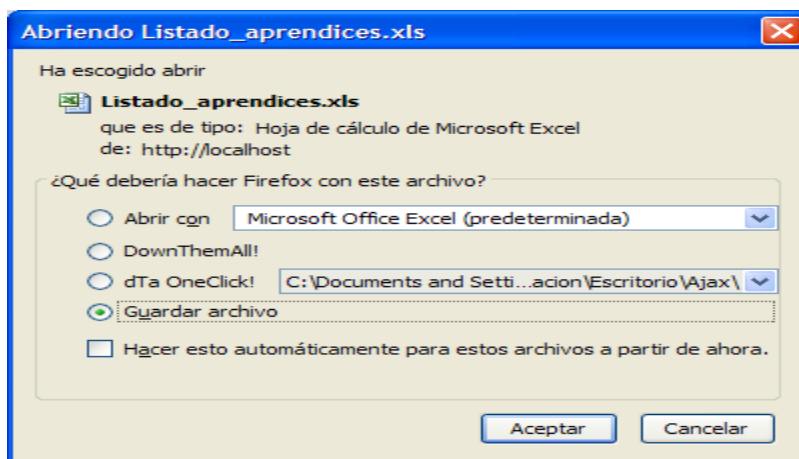 Abriendo Listado_aprendices.xls
Ha escogido abrir
Listado_aprendices.xls
que es de tipo: Hoja de cálculo de Microsoft Excel
de: http://localhost
¿Qué debería hacer Firefox con este archivo?
Abrir con Microsoft Office Excel (predeterminada)
DownThemAll!
dTa OneClick! C:\Documents and Setti...acion\Escritorio\Ajax\
Guardar archivo
Hacer esto automáticamente para estos archivos a partir de ahora.
Aceptar Cancelar